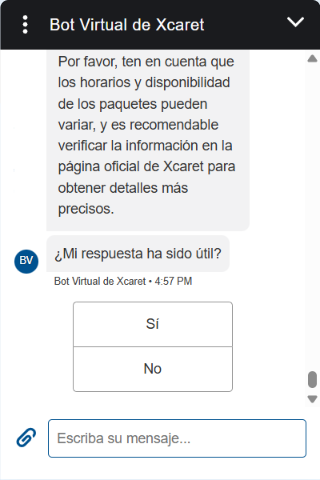 Bot Virtual de Xcaret
Por favor, ten en cuenta que
los horarios y disponibilidad
de los paquetes pueden
variar, y es recomendable
verificar la información en la
página oficial de Xcaret para
obtener detalles más
precisos.
¿Mi respuesta ha sido útil?
BV
Bot Virtual de Xcaret • 4:57 PM
Sí
No
Escriba su mensaje...